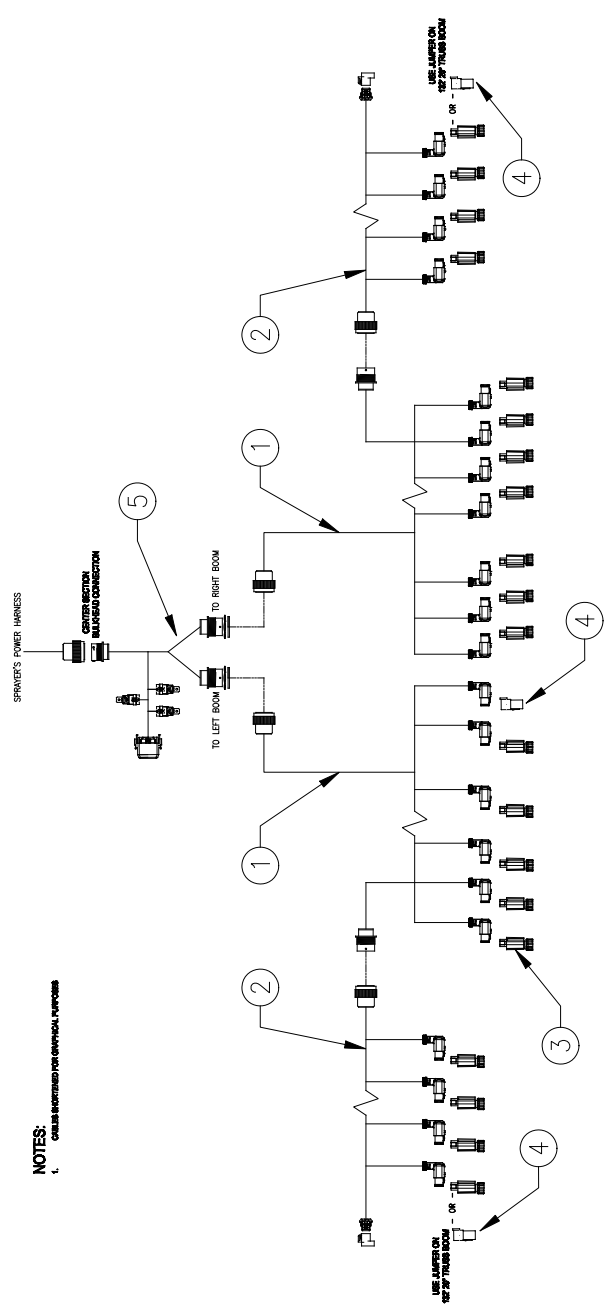 SPRAYER'S POWER HARNESS
CENTER SECTION
BULKHEAD CONNECTION
5
TO LEFT BOOM
TO RIGHT BOOM
1
1
2
2
3
4
4
4
USE JUMPER ON
132' 20" TRUSS BOOM
OR
USE JUMPER ON
132' 20" TRUSS BOOM
OR
NOTES:
1. CABLES SHORTENED FOR GRAPHICAL PURPOSES